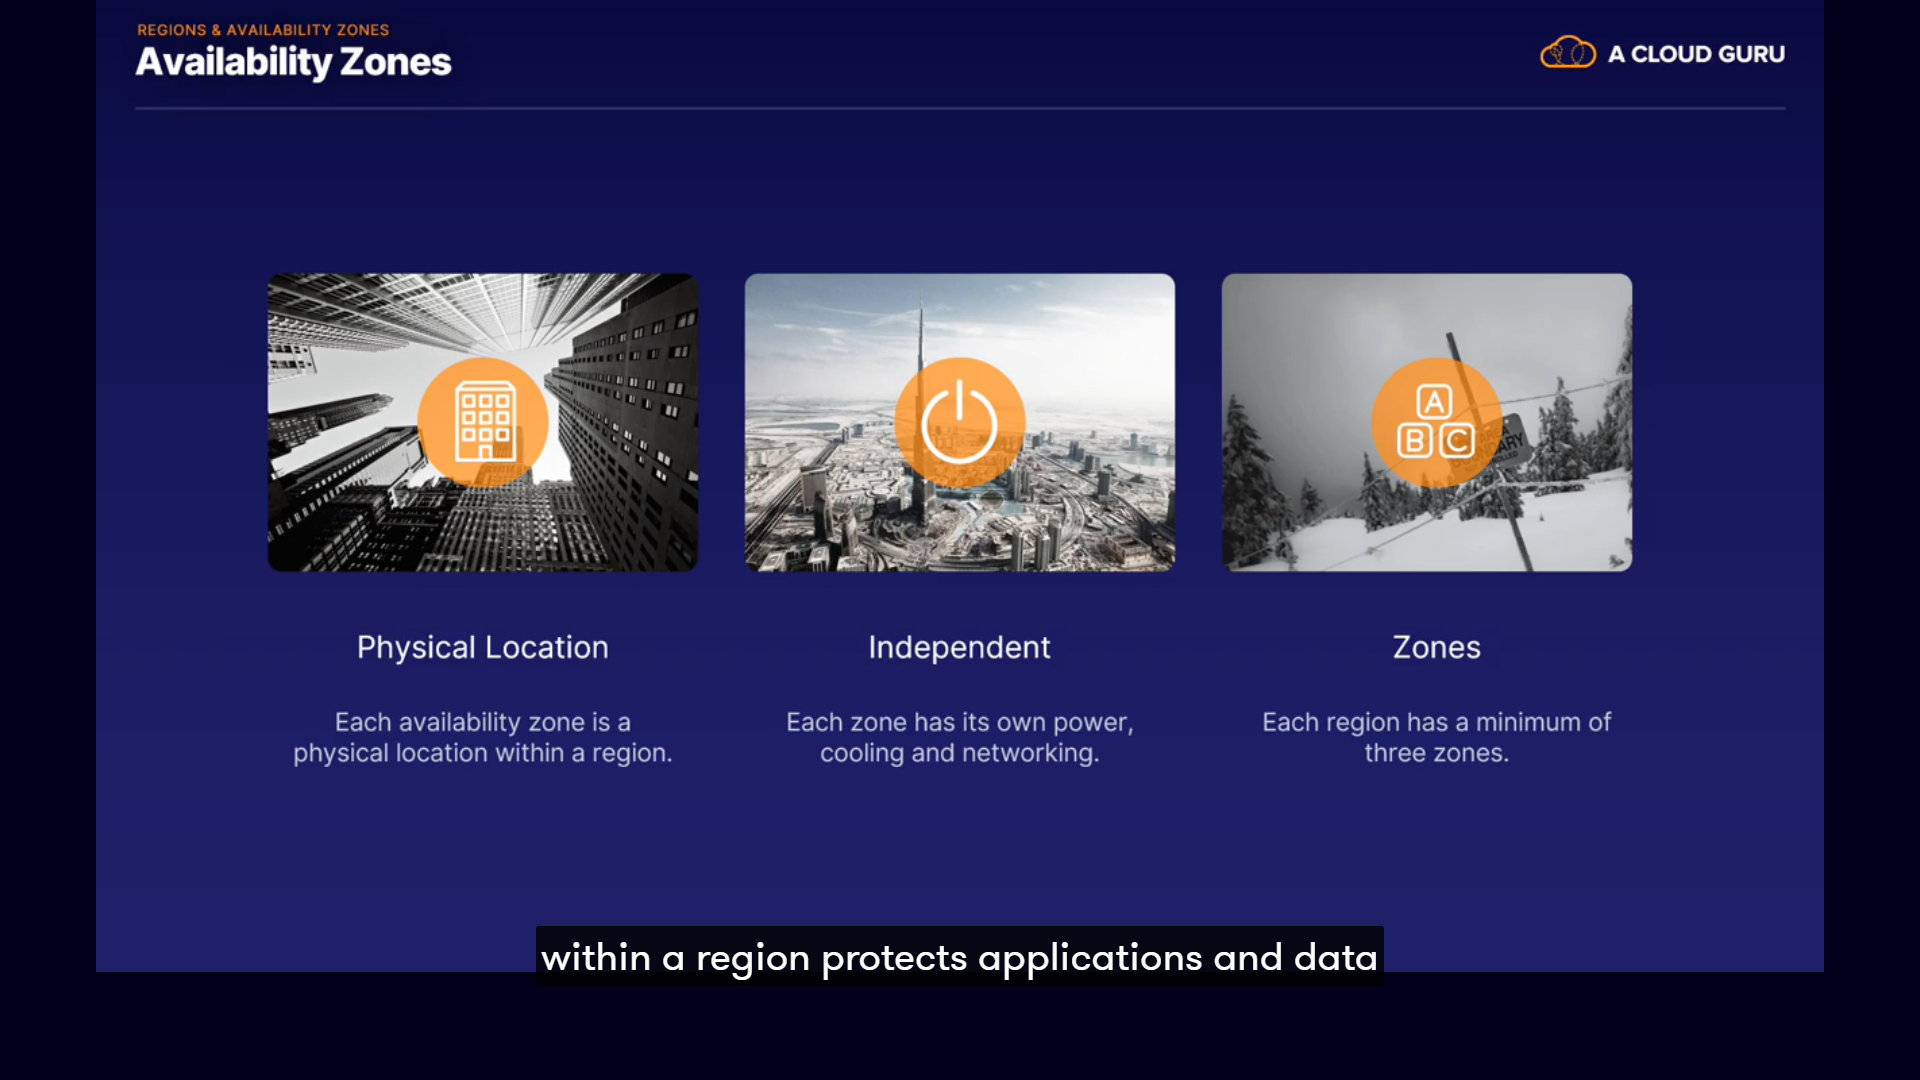 REGIONS & AVAILABILITY ZONES
Availability Zones
A CLOUD GURU
A
B C
Physical Location
Each availability zone is a
physical location within a region.
Independent
Each zone has its own power,
cooling and networking.
Zones
Each region has a minimum of
three zones.
within a region protects applications and data